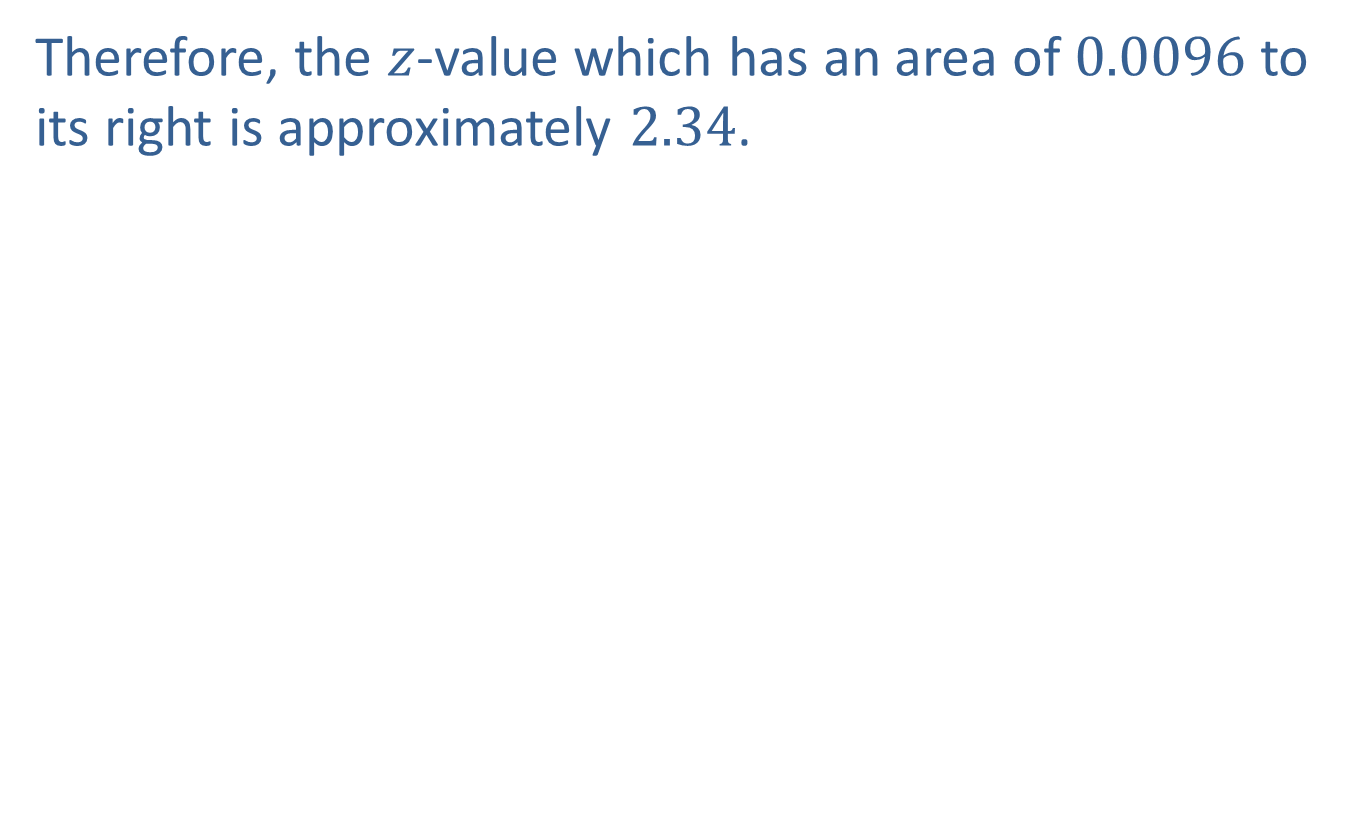 Therefore, the z-value which has an area of 0.0096 to
its right is approximately 2.34.